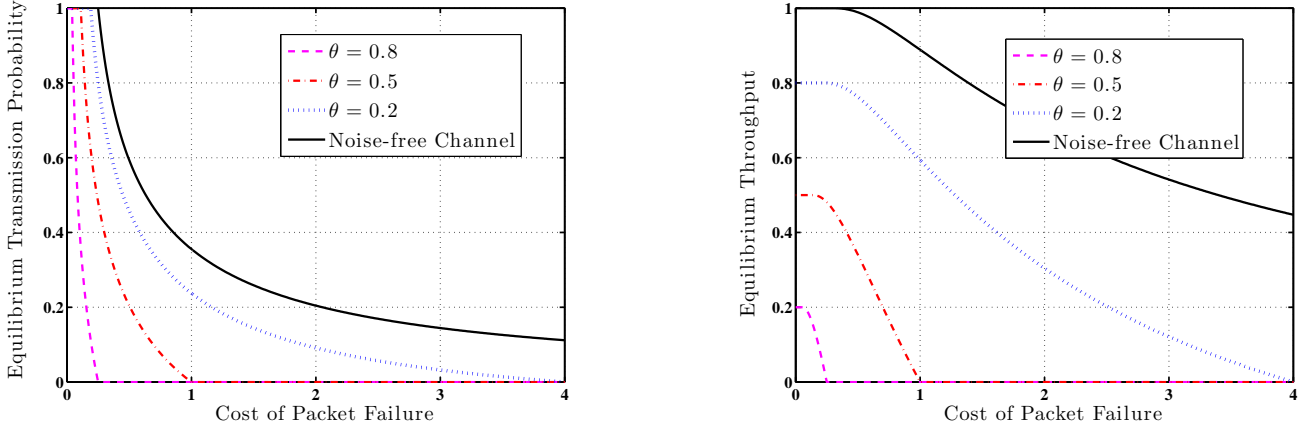 Equilibrium Transmission Probability
1
0.8
0.6
0.4
0.2
0
0 1 2 3 4
Cost of Packet Failure
θ = 0.8
θ = 0.5
θ = 0.2
Noise-free Channel
Equilibrium Throughput
1
0.8
0.6
0.4
0.2
0
0 1 2 3 4
Cost of Packet Failure
θ = 0.8
θ = 0.5
θ = 0.2
Noise-free Channel